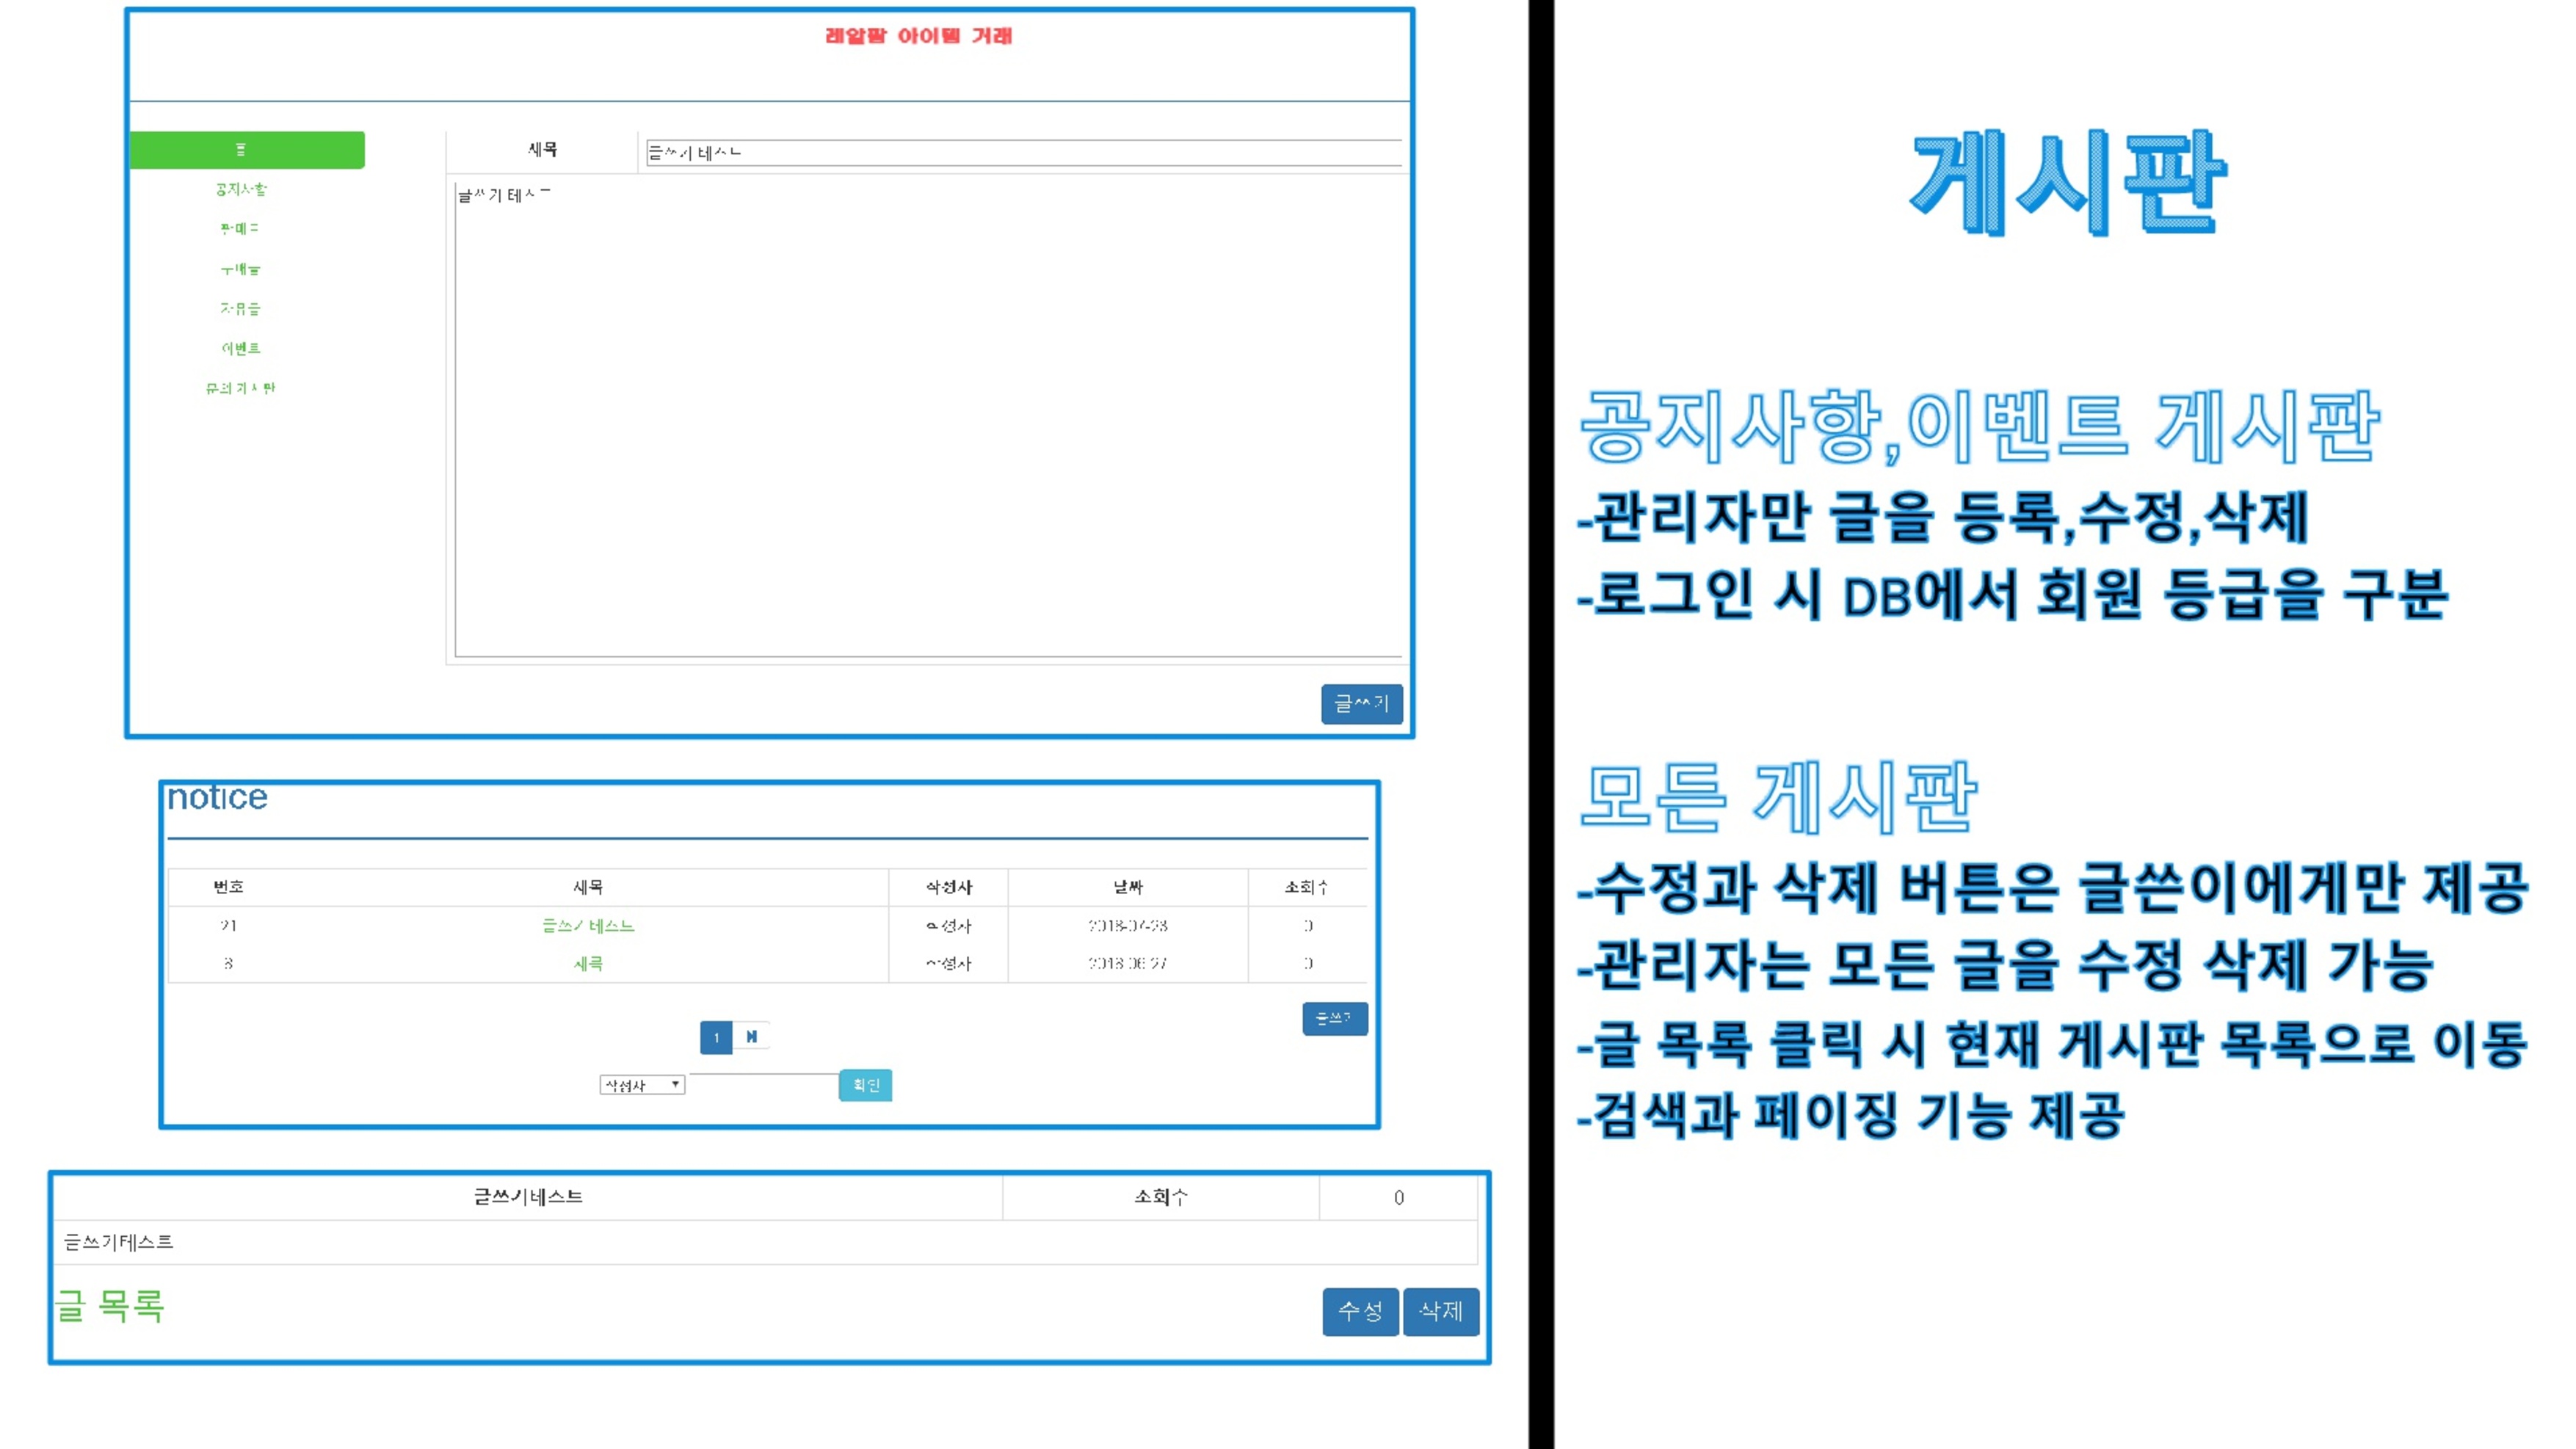 레알팜 아이템 거래
홈
공지사항
판매글
구매글
자유글
이벤트
문의게시판
제목 글쓰기 테스트
글쓰기 테스트
글쓰기
notice
번호 제목 작성자 날짜 조회수
21 글쓰기 테스트 작성자 0
8 제목 작성자 0
글쓰기
1
작성자 확인
글쓰기테스트 조회수 0
글쓰기테스트
글 목록
수정 삭제
게시판
공지사항,이벤트 게시판
-관리자만 글을 등록,수정,삭제
-로그인 시 DB에서 회원 등급을 구분
모든 게시판
-수정과 삭제 버튼은 글쓴이에게만 제공
-관리자는 모든 글을 수정 삭제 가능
-글 목록 클릭 시 현재 게시판 목록으로 이동
-검색과 페이징 기능 제공